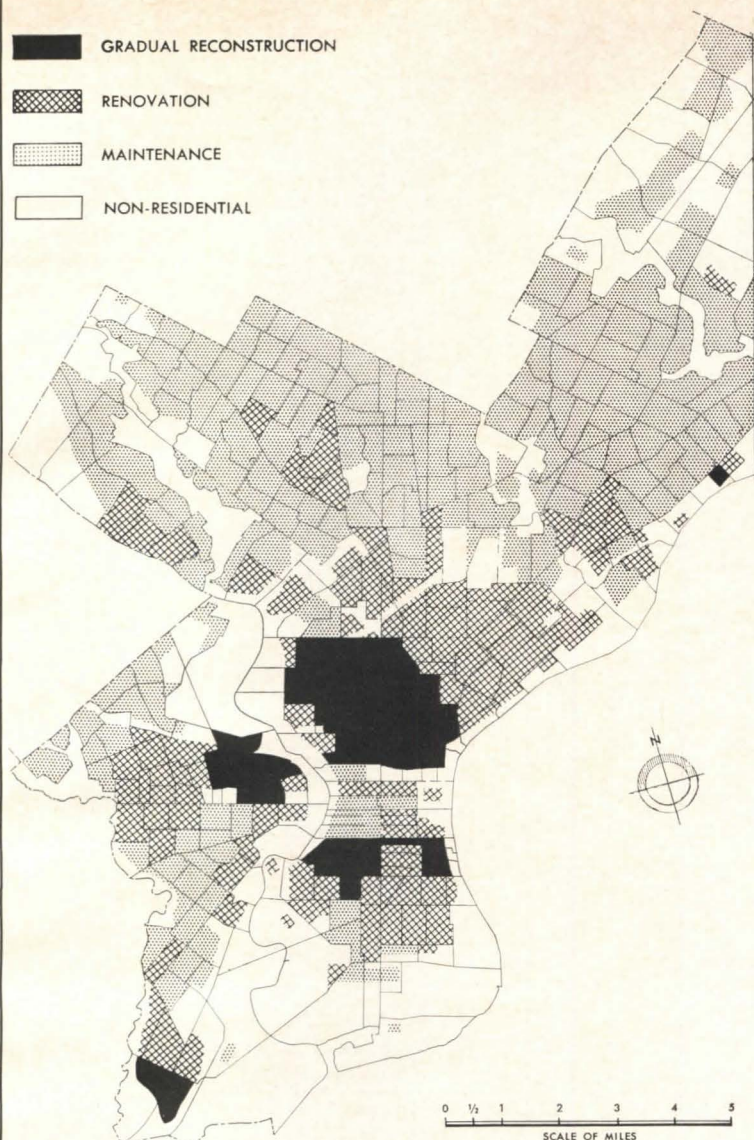 GRADUAL RECONSTRUCTION
RENOVATION
MAINTENANCE
NON-RESIDENTIAL
N
0 ½ 1 2 3 4 5
SCALE OF MILES